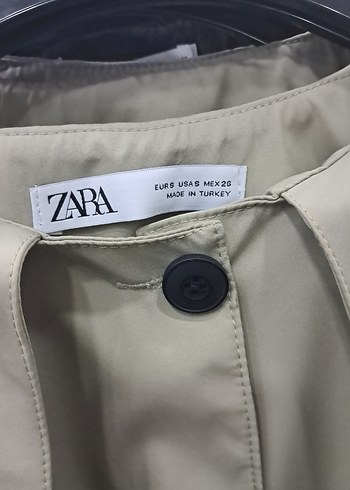 ZARA
EUR S USA S MEX 26
MADE IN TURKEY